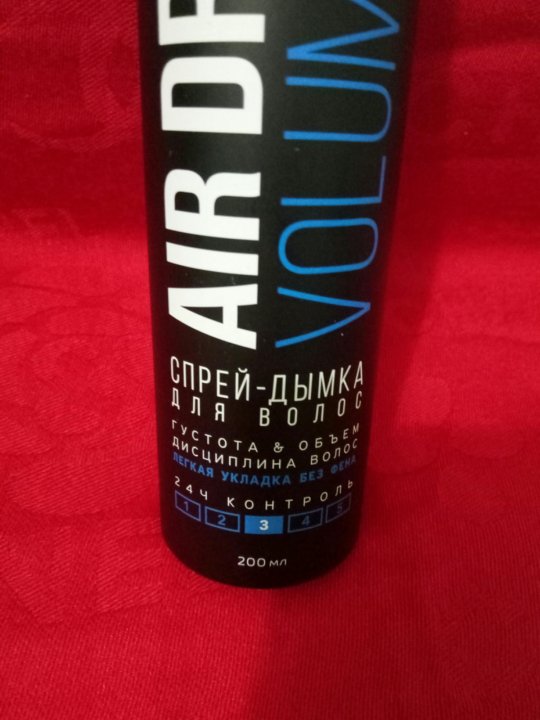 AIR
VOLUM
СПРЕЙ-ДЫМКА
ДЛЯ ВОЛОС
ГУСТОТА & ОБЪЕМ
ДИСЦИПЛИНА ВОЛОС
ЛЕГКАЯ УКЛАДКА БЕЗ ФЕНА
24Ч КОНТРОЛЬ
1 2 3 4 5
200 МЛ